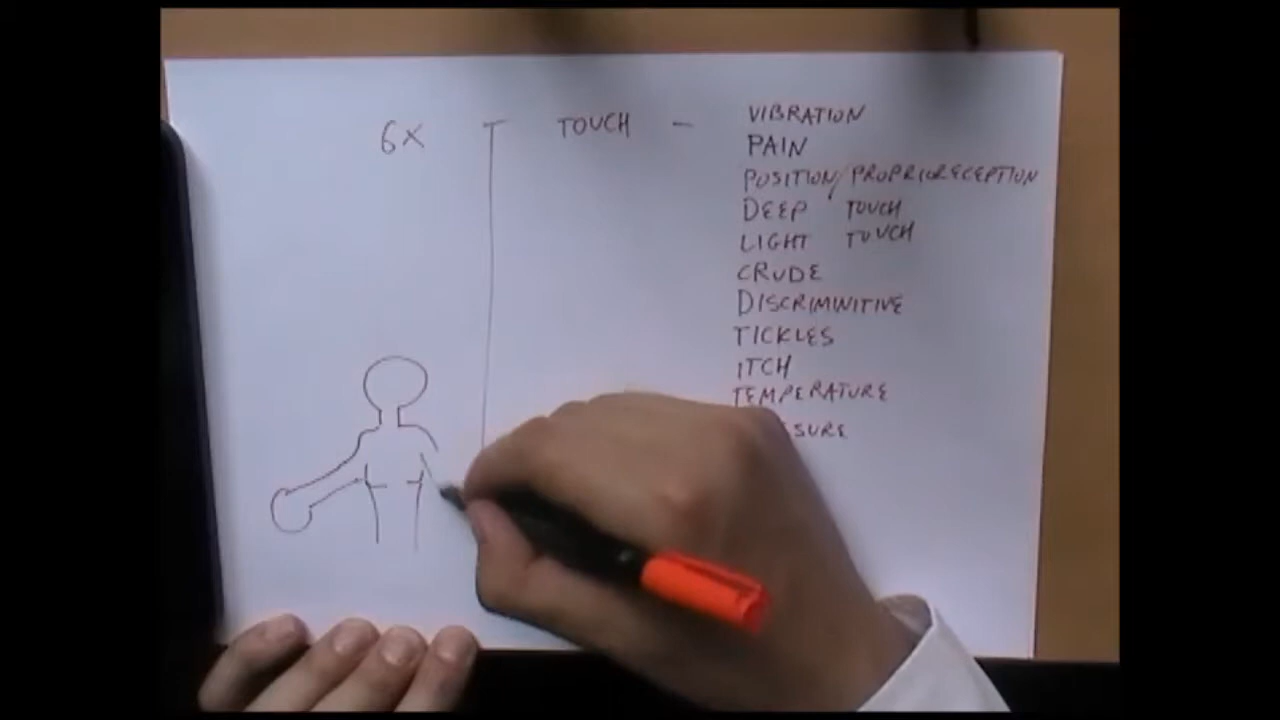 6X TOUCH - VIBRATION
PAIN
POSITION/PROPRIORECEPTION
DEEP TOUCH
LIGHT TOUCH
CRUDE
DISCRIMINITIVE
TICKLES
ITCH
TEMPERATURE